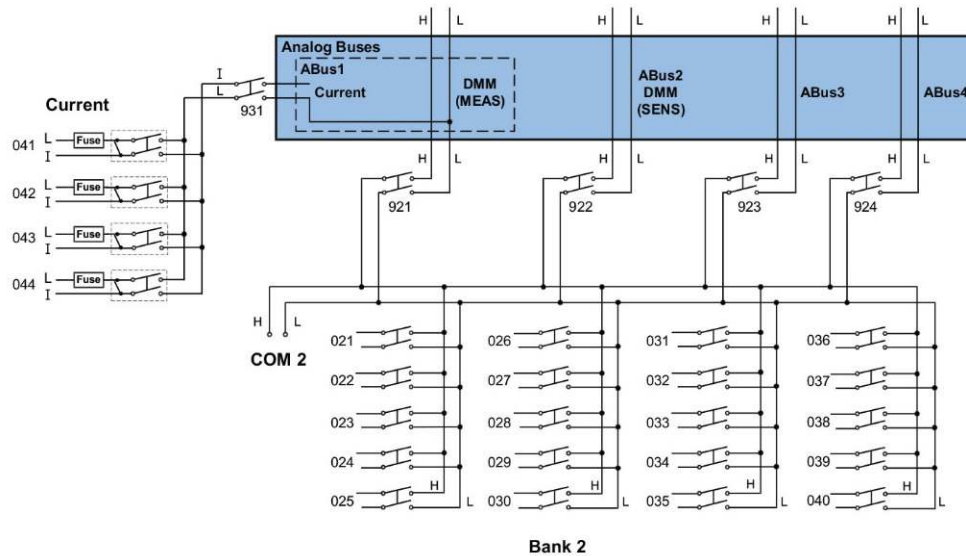 H L H L H L H L
Analog Buses
ABus1
Current
DMM
(MEAS)
ABus2
DMM
(SENS)
ABus3
ABus4
I
L
931
Current
041 L Fuse
I
042 L Fuse
I
043 L Fuse
I
044 L Fuse
I
H L H L H L H L
921 922 923 924
H L
COM 2
021 026 031 036
022 027 032 037
023 028 033 038
024 029 034 039
H H H H
025 L 030 L 035 L 040 L
Bank 2